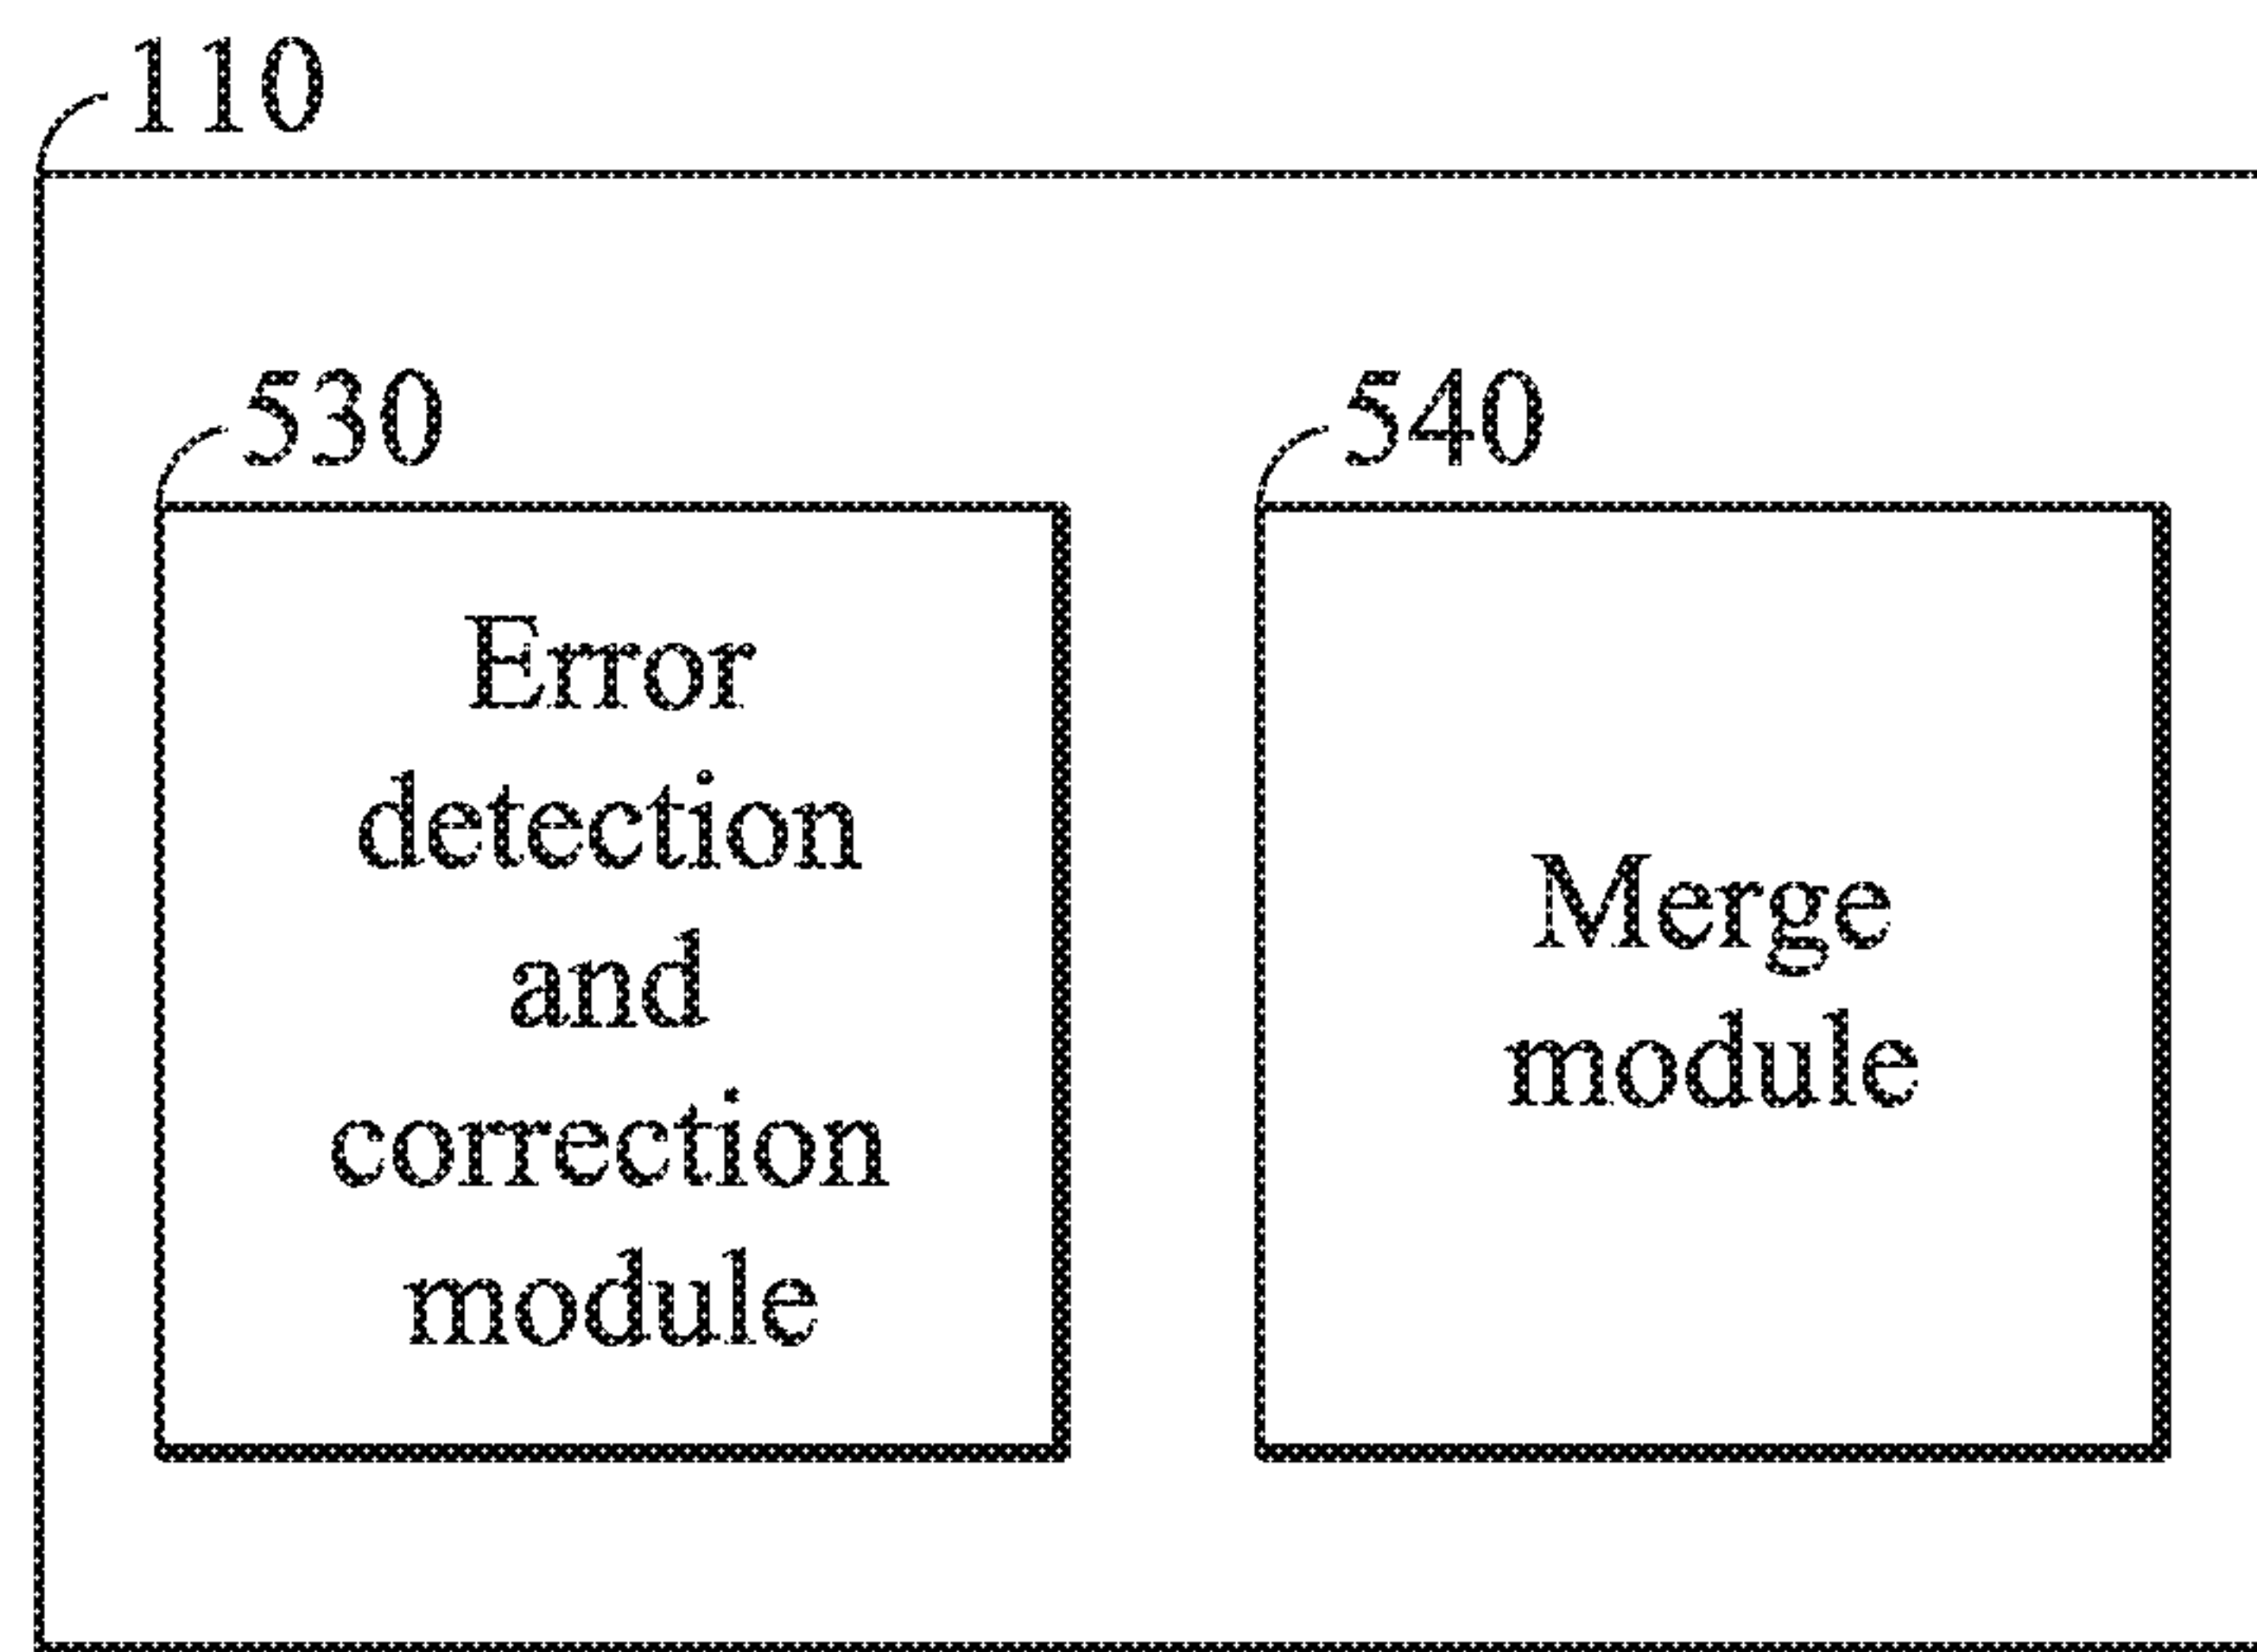 110
530
540
Error
detection
and
correction
module
Merge
module